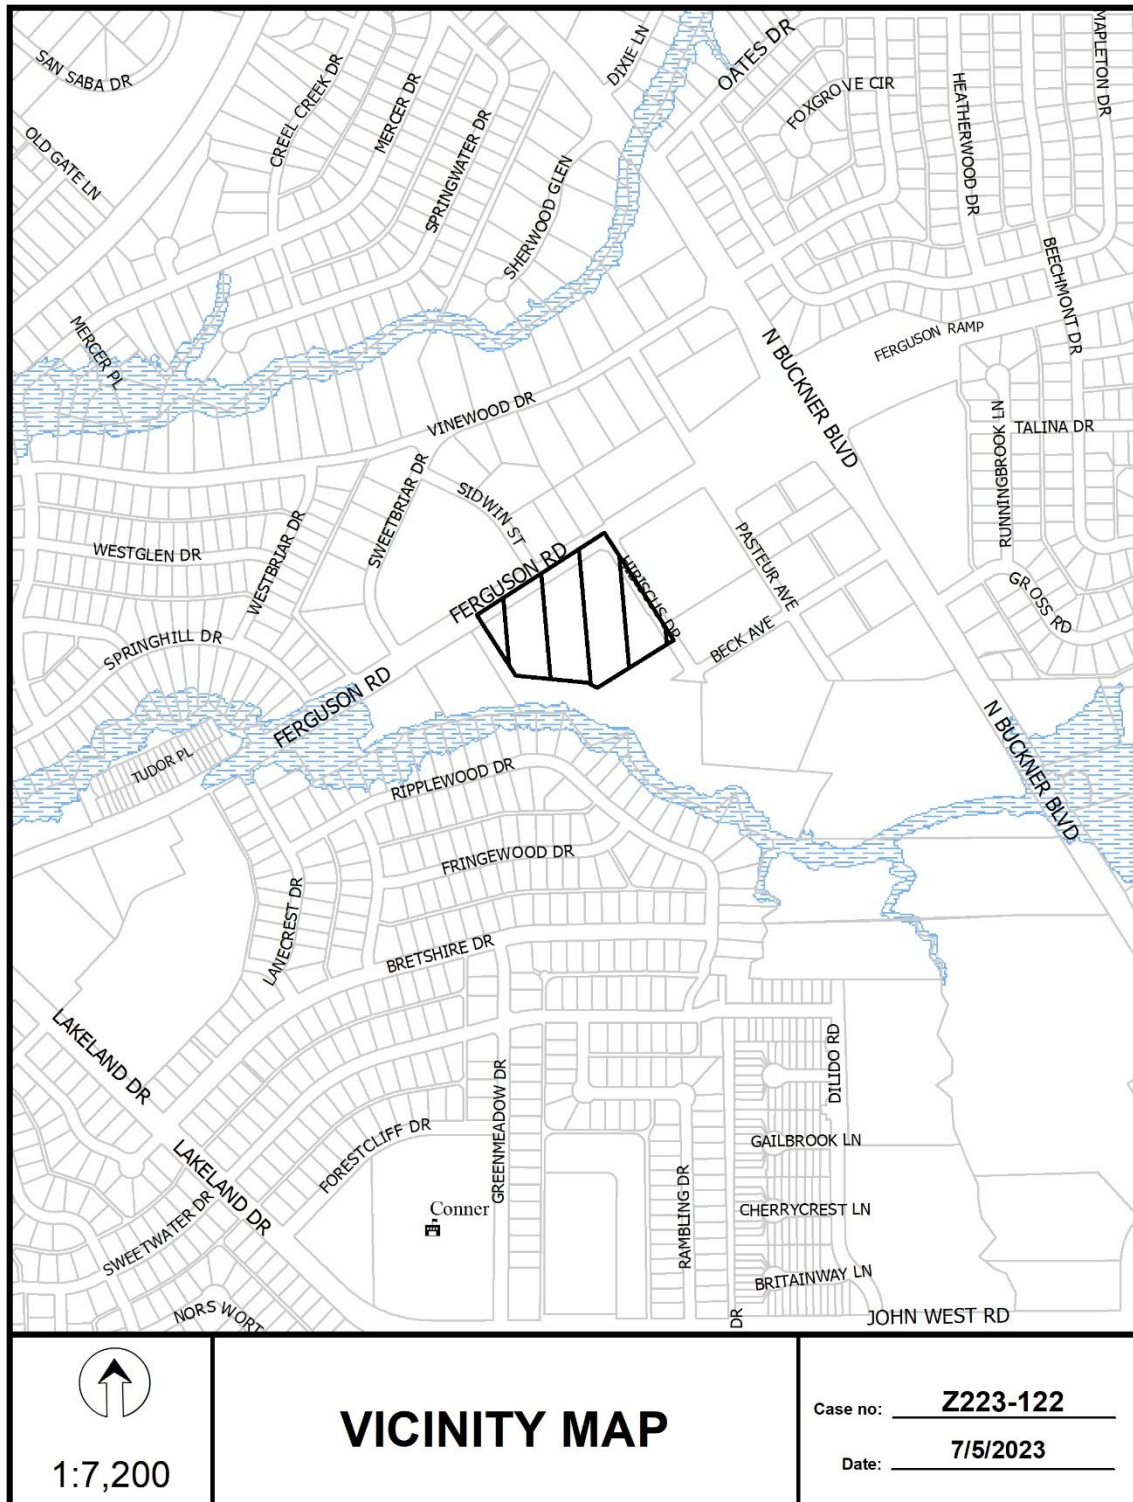 SAN SABA DR
OLD GATE LN
CREEL CREEK DR
MERCER DR
SPRINGWATER DR
SHERWOOD GLEN
DIXIE LN
OATES DR
FOXGROVE CIR
HEATHERWOOD DR
MAPLETON DR
BEECHMONT DR
MERCER PL
FERGUSON RAMP
N BUCKNER BLVD
VINEWOOD DR
TALINA DR
RUNNINGBROOK LN
SWEETBRIAR DR
SIDWIN ST
WESTGLEN DR
WESTBRIAR DR
FERGUSON RD
HIBISCUS DR
PASTEUR AVE
BECK AVE
GROSS RD
SPRINGHILL DR
FERGUSON RD
N BUCKNER BLVD
TUDOR PL
RIPPLEWOOD DR
FRINGEWOOD DR
LANECREST DR
BRETSHIRE DR
LAKELAND DR
DILIDO RD
GREENMEADOW DR
FORESTCLIFF DR
GAILBROOK LN
LAKELAND DR
RAMBLING DR
Conner
CHERRYCREST LN
SWEETWATER DR
BRITAINWAY LN
NORS WORT
DR
JOHN WEST RD
1:7,200
VICINITY MAP
Case no: Z223-122
Date: 7/5/2023